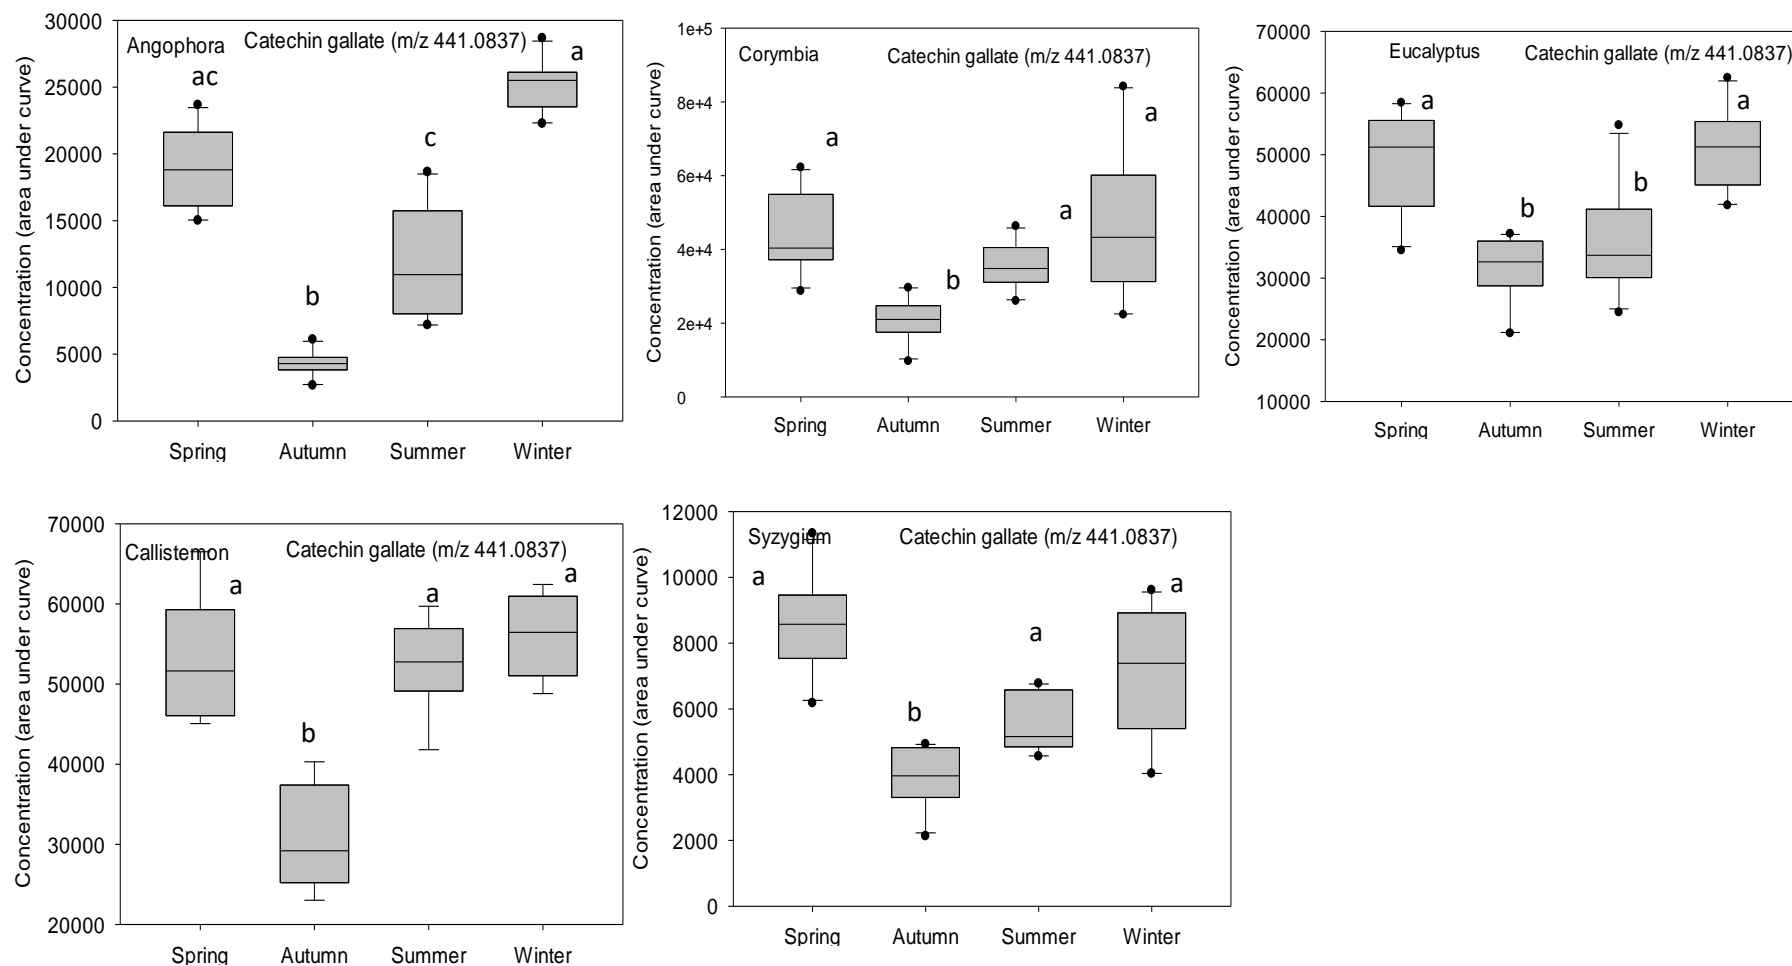 Angophora
Catechin gallate (m/z 441.0837)
Concentration (area under curve)
30000
25000
20000
15000
10000
5000
0
ac
b
c
a
Spring
Autumn
Summer
Winter
Corymbia
Catechin gallate (m/z 441.0837)
Concentration (area under curve)
1e+5
8e+4
6e+4
4e+4
2e+4
0
a
b
a
a
Spring
Autumn
Summer
Winter
Eucalyptus
Catechin gallate (m/z 441.0837)
Concentration (area under curve)
70000
60000
50000
40000
30000
20000
10000
a
b
b
a
Spring
Autumn
Summer
Winter
Callistemon
Catechin gallate (m/z 441.0837)
Concentration (area under curve)
70000
60000
50000
40000
30000
20000
a
b
a
a
Spring
Autumn
Summer
Winter
Syzygium
Catechin gallate (m/z 441.0837)
Concentration (area under curve)
12000
10000
8000
6000
4000
2000
0
a
b
a
a
Spring
Autumn
Summer
Winter